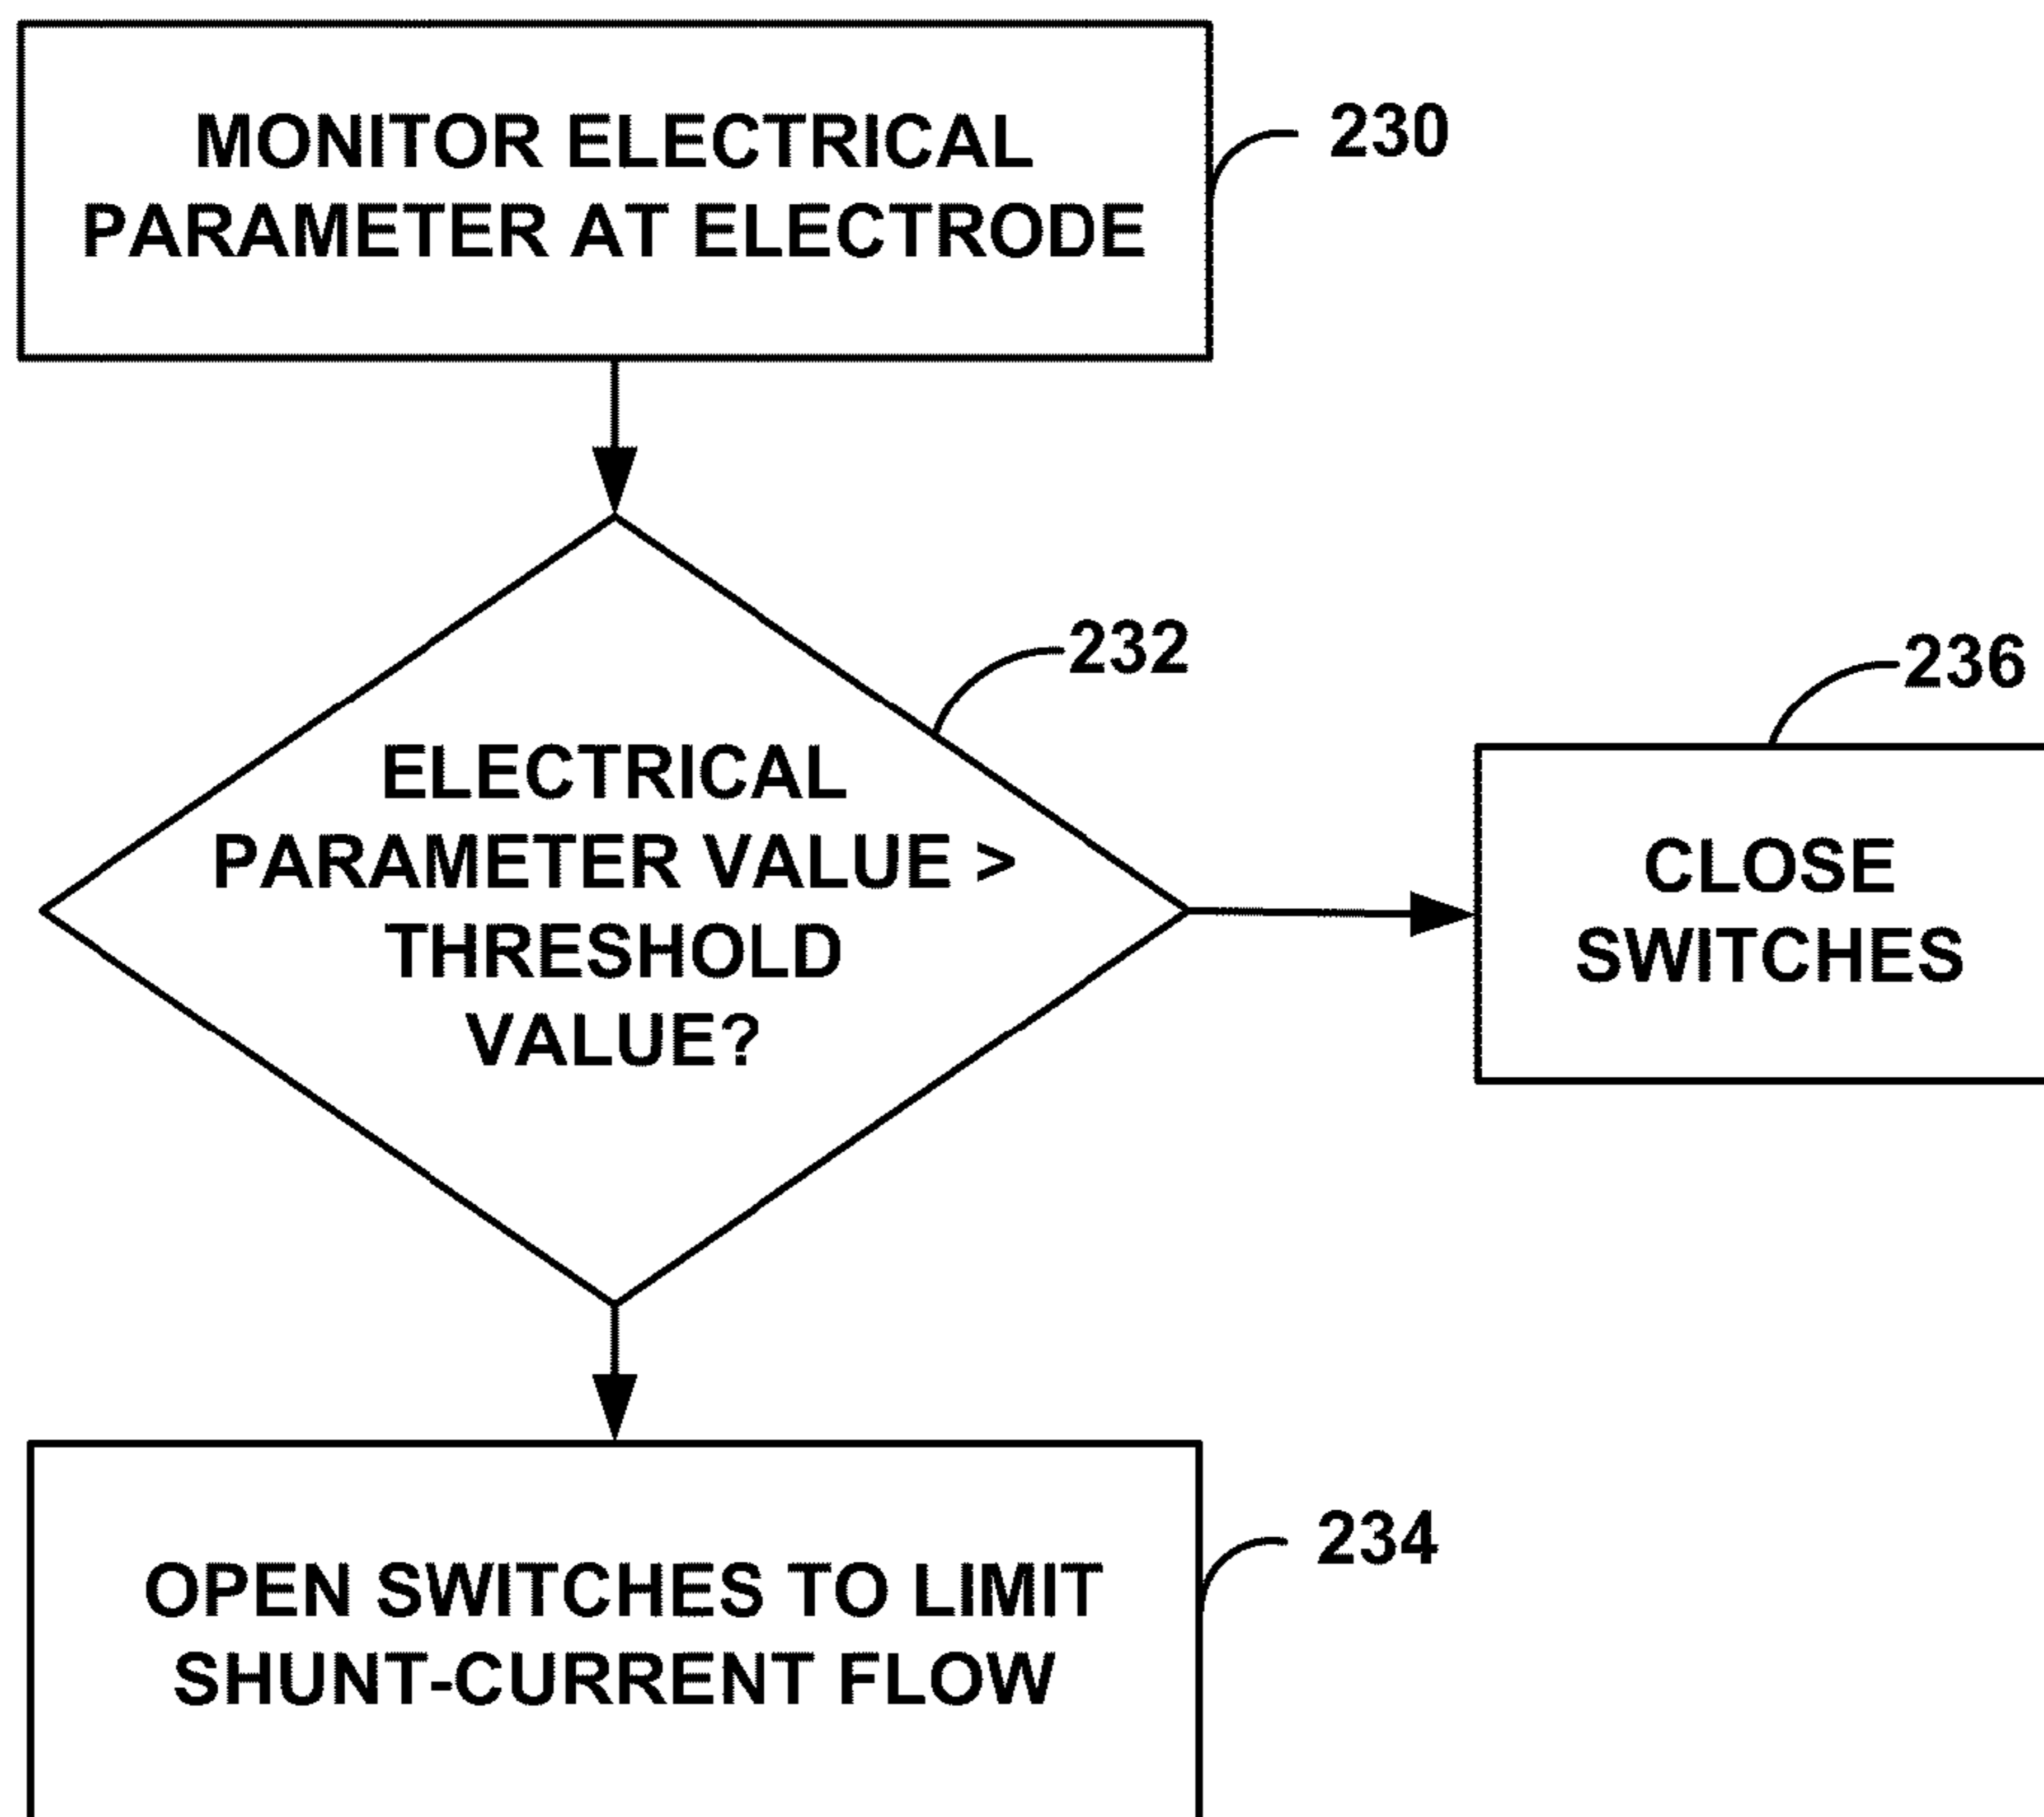 MONITOR ELECTRICAL
PARAMETER AT ELECTRODE
230
232
ELECTRICAL
PARAMETER VALUE >
THRESHOLD
VALUE?
236
CLOSE
SWITCHES
234
OPEN SWITCHES TO LIMIT
SHUNT-CURRENT FLOW